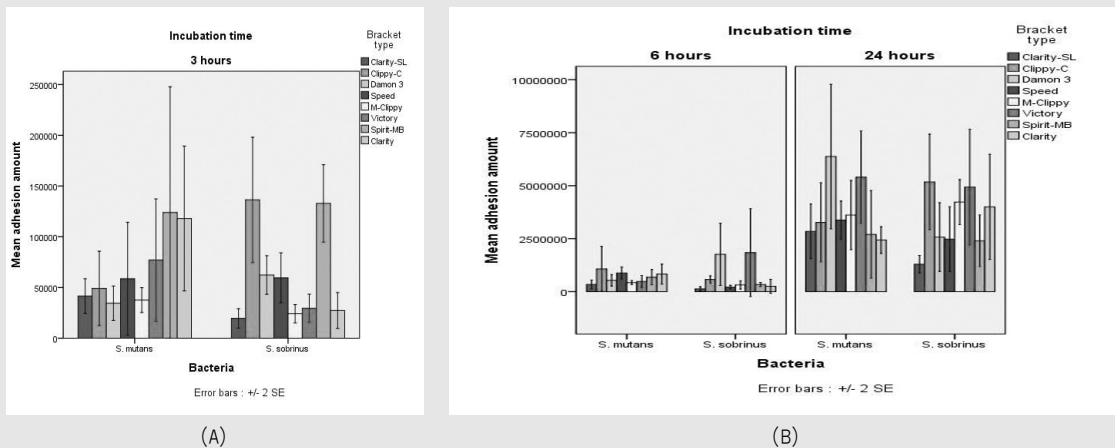 Incubation time
3 hours
Bracket
type
Clarity-SL
Clippy-C
Damon 3
Speed
M-Clippy
Victory
Spirit-MB
Clarity
Mean adhesion amount
250000
200000
150000
100000
50000
0
S. mutans
S. sobrinus
Bacteria
Error bars : +/- 2 SE
(A)
Incubation time
6 hours
24 hours
Bracket
type
Clarity-SL
Clippy-C
Damon 3
Speed
M-Clippy
Victory
Spirit-MB
Clarity
Mean adhesion amount
10000000
7500000
5000000
2500000
0
S. mutans
S. sobrinus
S. mutans
S. sobrinus
Bacteria
Error bars : +/- 2 SE
(B)